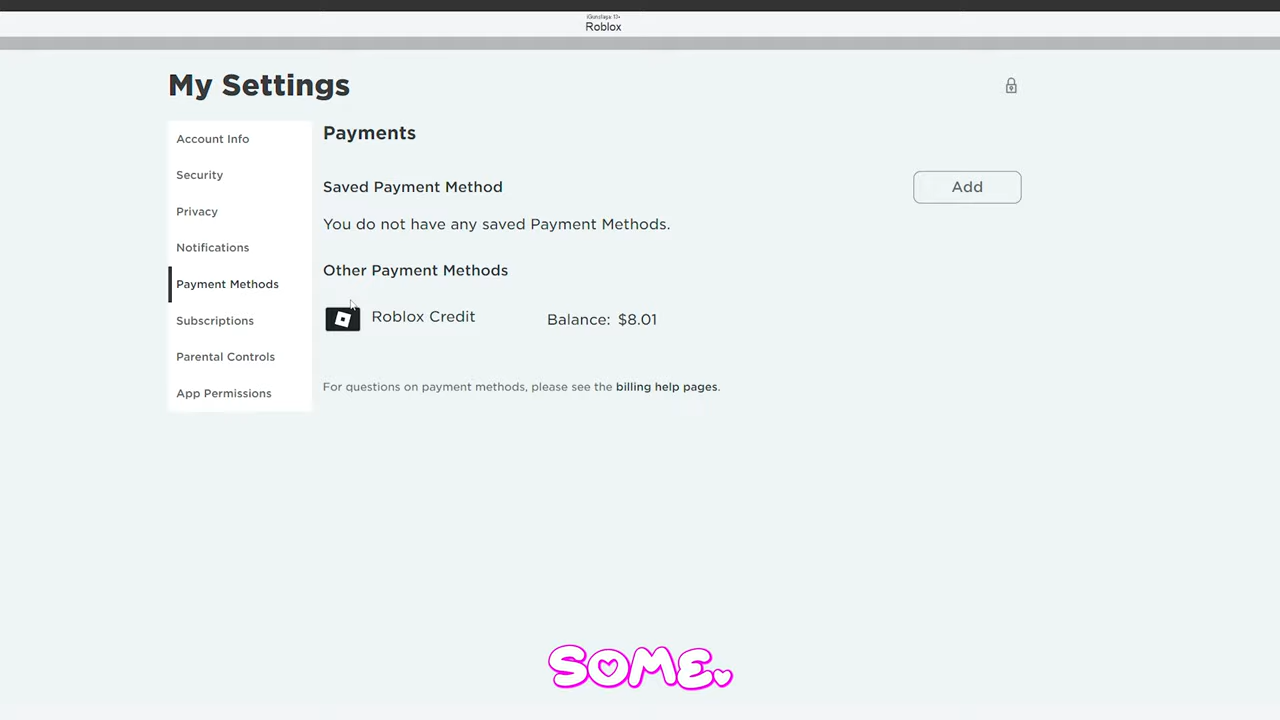 Roblox
My Settings
Account Info
Security
Privacy
Notifications
Payment Methods
Subscriptions
Parental Controls
App Permissions
Payments
Saved Payment Method
Add
You do not have any saved Payment Methods.
Other Payment Methods
Roblox Credit
Balance: $8.01
For questions on payment methods, please see the billing help pages.
SOME.